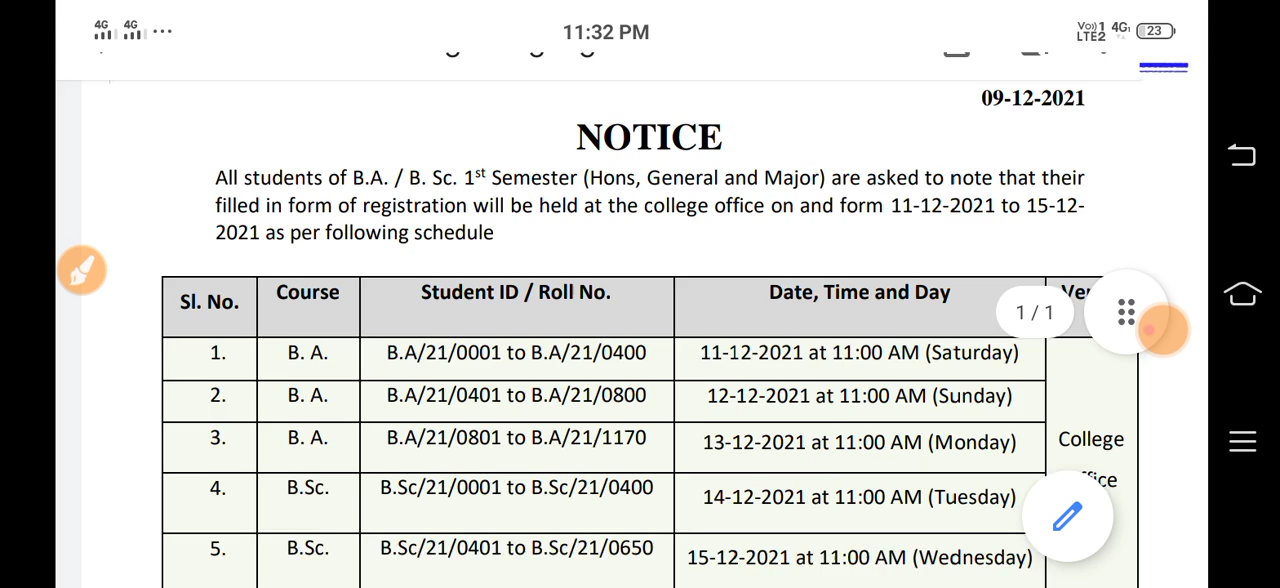 4G 4G ... 11:32 PM Vo)) 1 LTE2 4G 23
09-12-2021
NOTICE
All students of B.A. / B. Sc. 1st Semester (Hons, General and Major) are asked to note that their
filled in form of registration will be held at the college office on and form 11-12-2021 to 15-12-
2021 as per following schedule
Sl. No. Course Student ID / Roll No. Date, Time and Day
1 / 1
1. B. A. B.A/21/0001 to B.A/21/0400 11-12-2021 at 11:00 AM (Saturday)
2. B. A. B.A/21/0401 to B.A/21/0800 12-12-2021 at 11:00 AM (Sunday)
3. B. A. B.A/21/0801 to B.A/21/1170 13-12-2021 at 11:00 AM (Monday) College
4. B.Sc. B.Sc/21/0001 to B.Sc/21/0400 14-12-2021 at 11:00 AM (Tuesday)
5. B.Sc. B.Sc/21/0401 to B.Sc/21/0650 15-12-2021 at 11:00 AM (Wednesday)